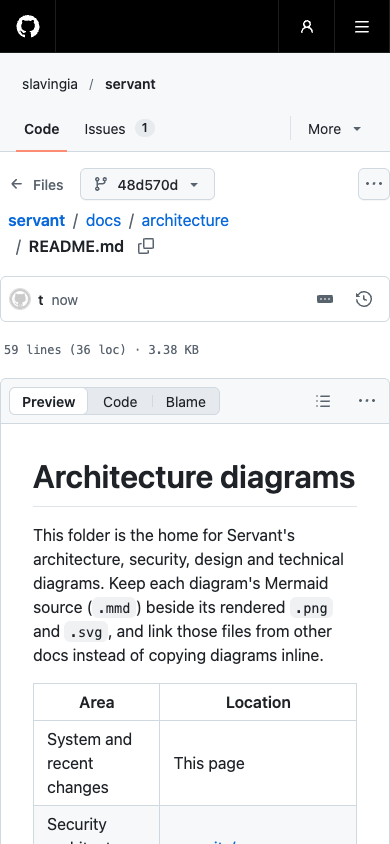 slavingia / servant
Code Issues 1 More
Files 48d570d
servant / docs / architecture
/ README.md
t now
59 lines (36 loc) · 3.38 KB
Preview Code Blame
Architecture diagrams
This folder is the home for Servant's
architecture, security, design and technical
diagrams. Keep each diagram's Mermaid
source (.mmd) beside its rendered .png
and .svg, and link those files from other
docs instead of copying diagrams inline.
Area Location
System and
recent
changes
This page
Security